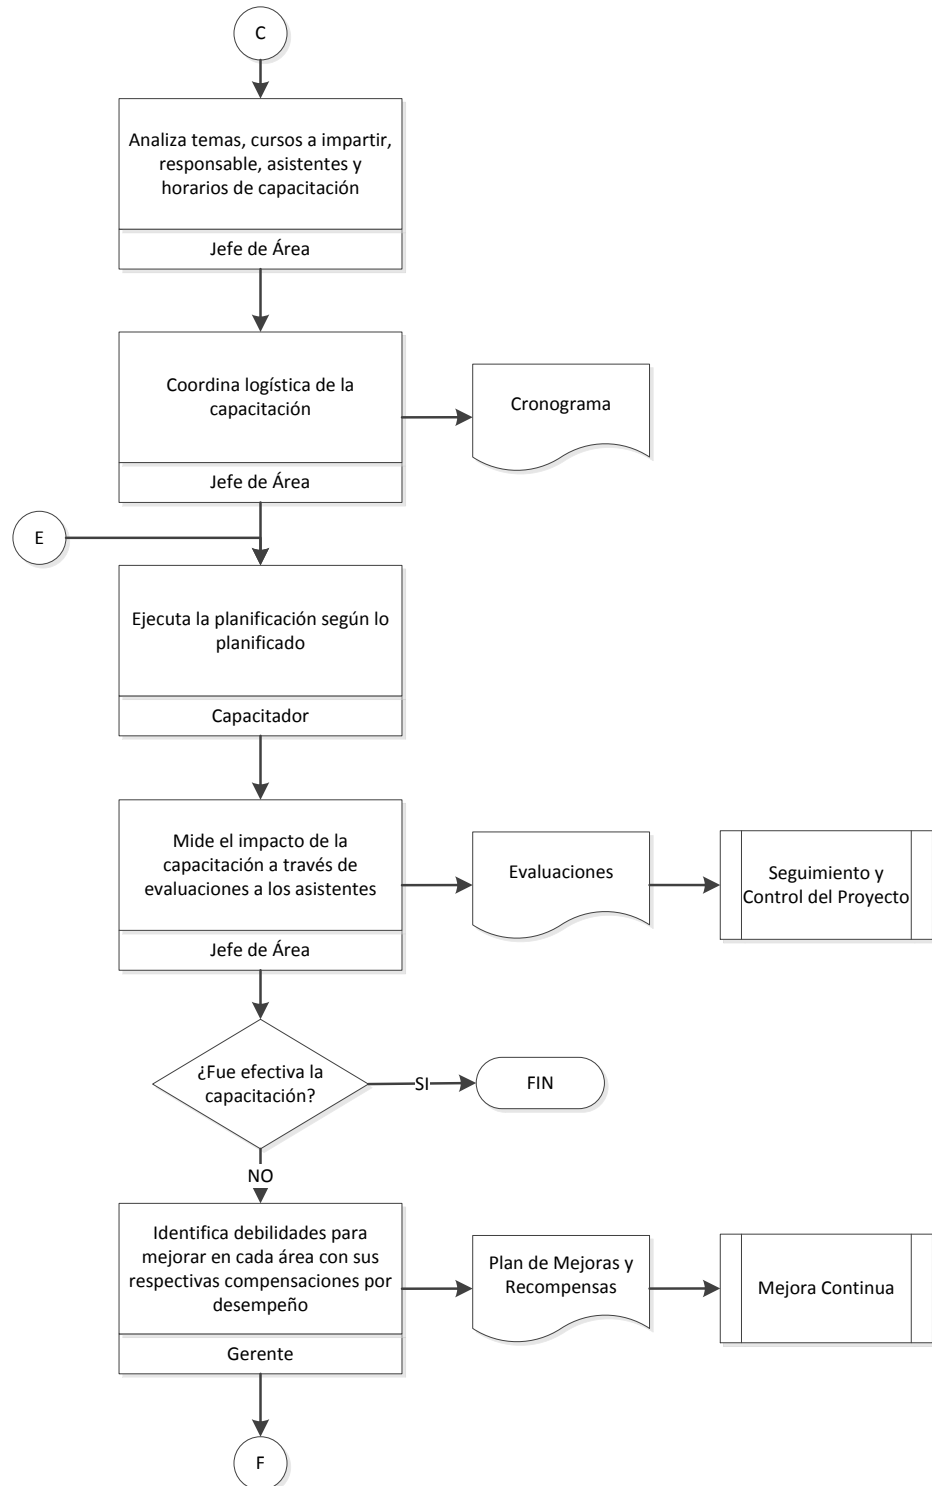 C
Analiza temas, cursos a impartir,
responsable, asistentes y
horarios de capacitación
Jefe de Área
Coordina logística de la
capacitación
Jefe de Área
Cronograma
E
Ejecuta la planificación según lo
planificado
Capacitador
Mide el impacto de la
capacitación a través de
evaluaciones a los asistentes
Jefe de Área
Evaluaciones
Seguimiento y
Control del Proyecto
¿Fue efectiva la
capacitación?
SI
FIN
NO
Identifica debilidades para
mejorar en cada área con sus
respectivas compensaciones por
desempeño
Gerente
Plan de Mejoras y
Recompensas
Mejora Continua
F